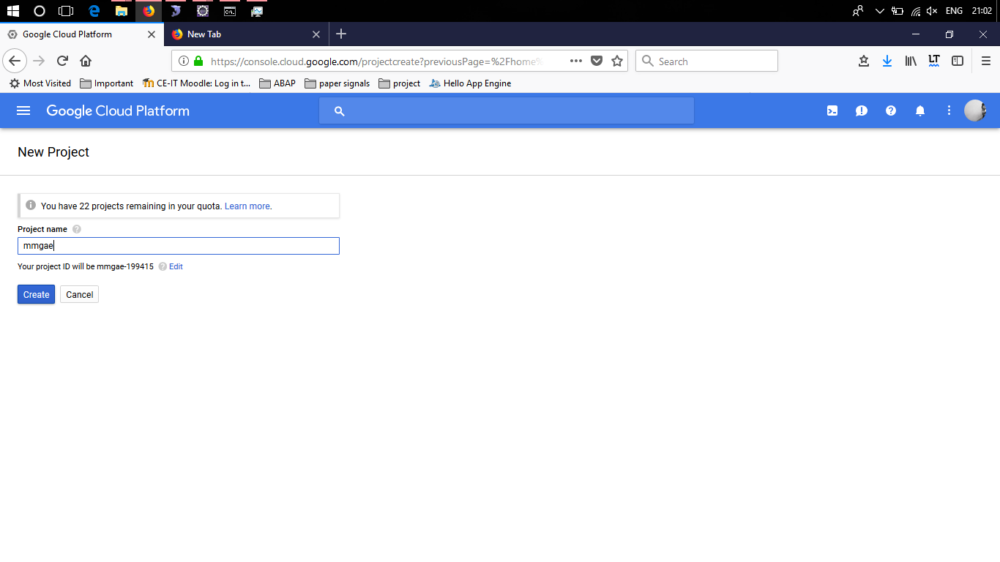 ENG 21:02
Google Cloud Platform
New Tab
https://console.cloud.google.com/projectcreate?previousPage=%2Fhome%
Search
LT
Most Visited Important CE-IT Moodle: Log in t... ABAP paper signals project Hello App Engine
Google Cloud Platform
New Project
You have 22 projects remaining in your quota. Learn more.
Project name
mmgae
Your project ID will be mmgae-199415 Edit
Create Cancel